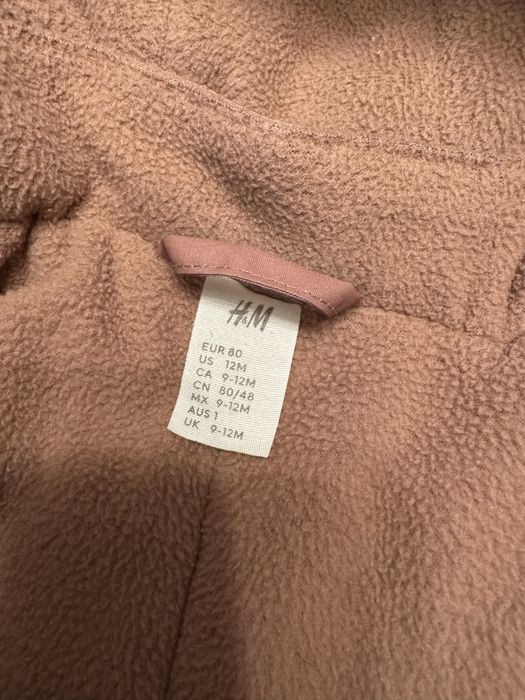 H&M
EUR 80
US 12M
CA 9-12M
CN 80/48
MX 9-12M
AUS 1
UK 9-12M